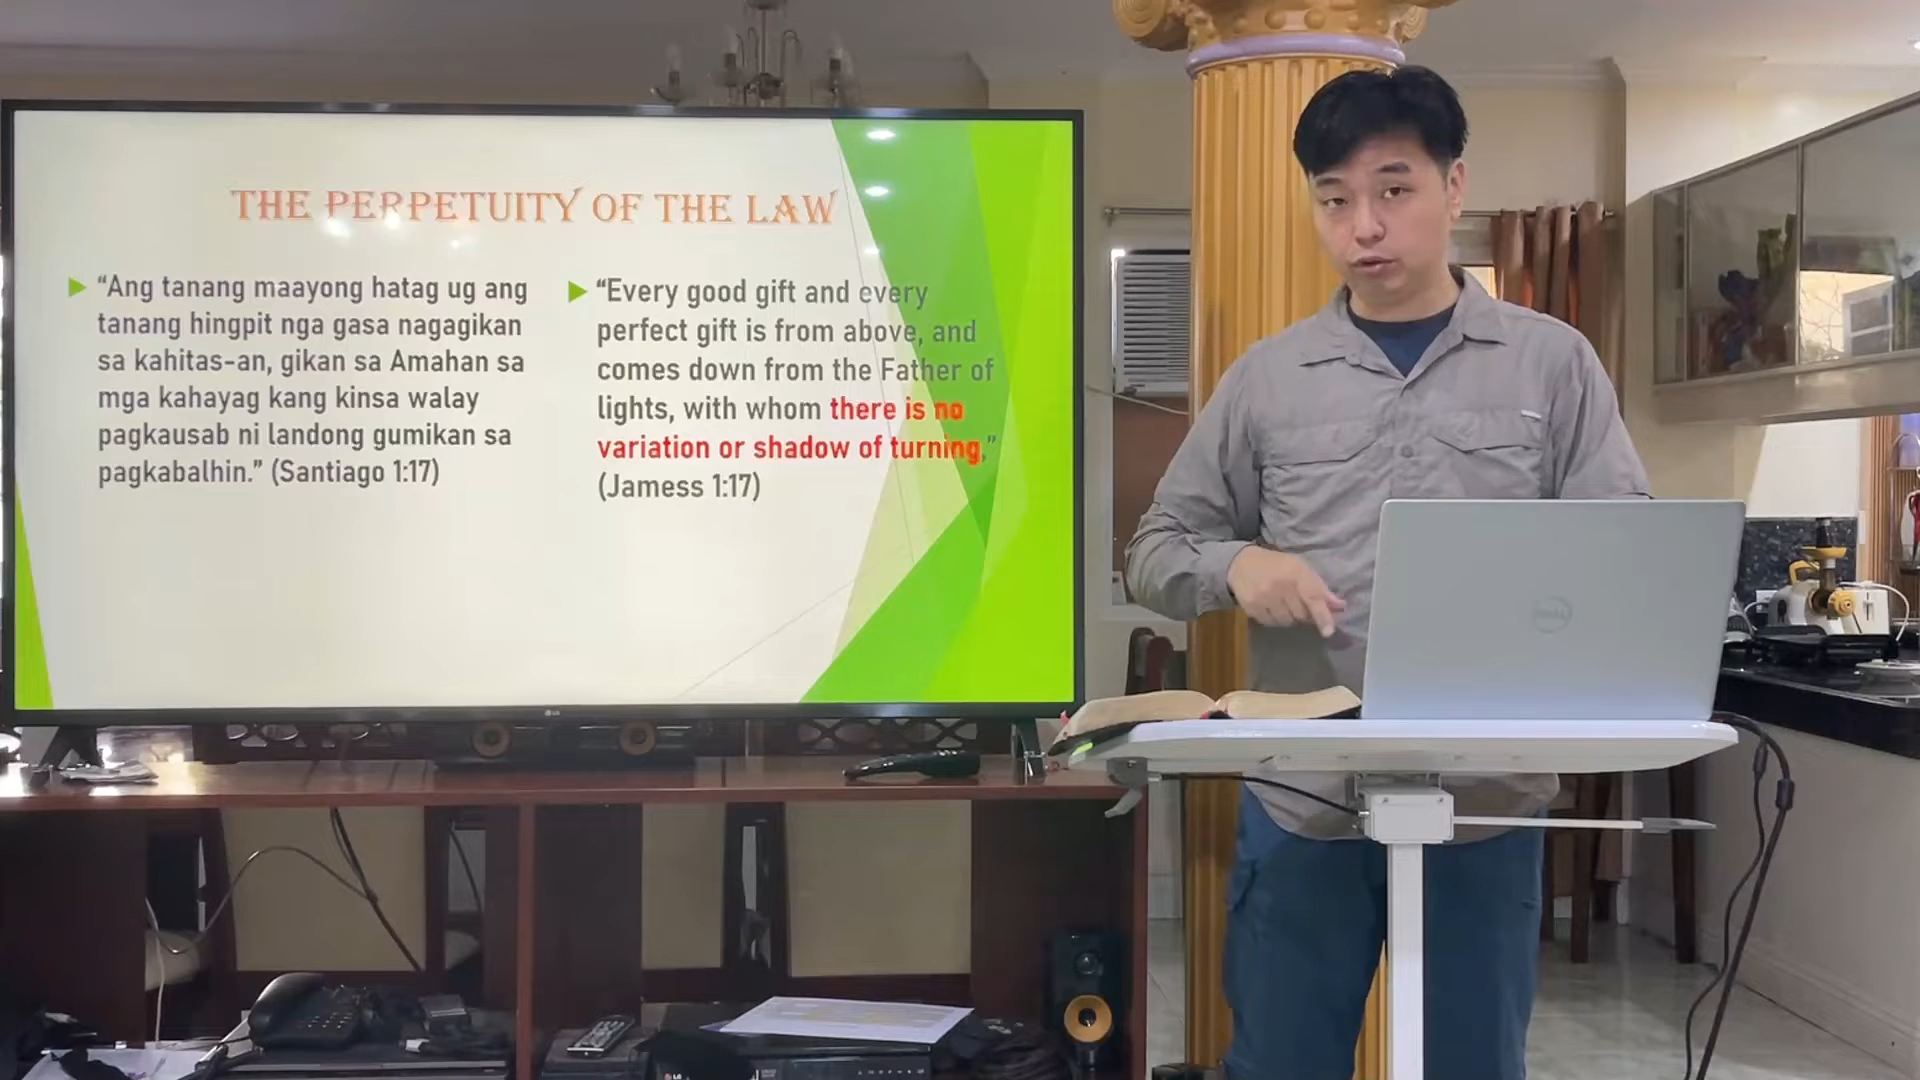 THE PERPETUITY OF THE LAW
“Ang tanang maayong hatag ug ang
tanang hingpit nga gasa nagagikan
sa kahitas-an, gikan sa Amahan sa
mga kahayag kang kinsa walay
pagkausab ni landong gumikan sa
pagkabalhin.” (Santiago 1:17)
“Every good gift and every
perfect gift is from above, and
comes down from the Father of
lights, with whom there is no
variation or shadow of turning,”
(Jamess 1:17)
LG
DELL
LG